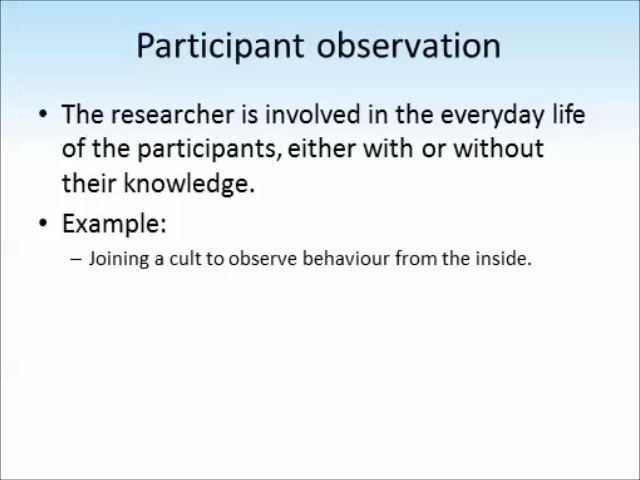 Participant observation
• The researcher is involved in the everyday life
of the participants, either with or without
their knowledge.
• Example:
– Joining a cult to observe behaviour from the inside.